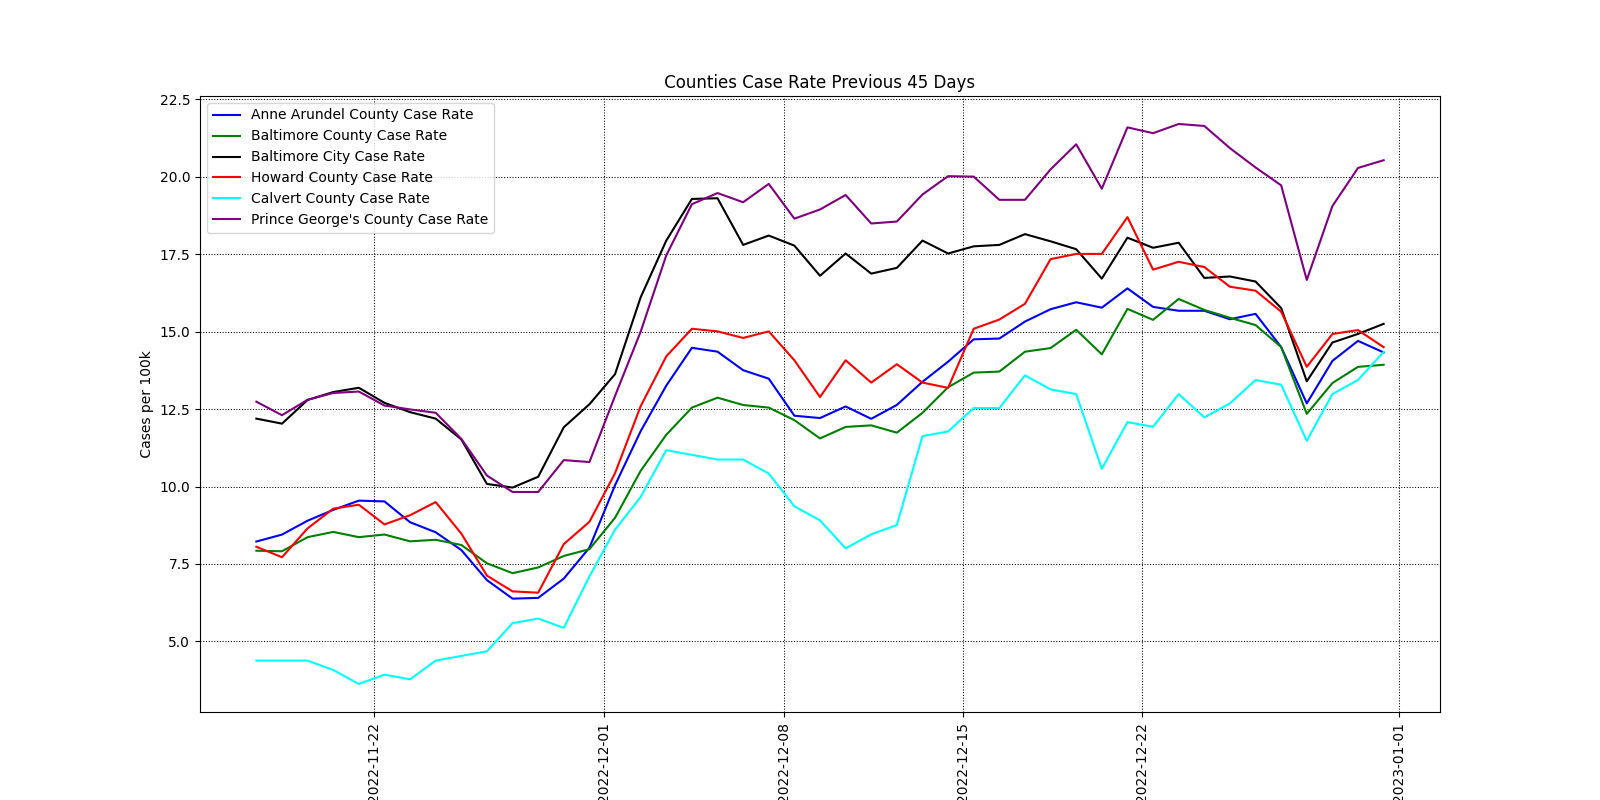 Counties Case Rate Previous 45 Days
22.5
20.0
17.5
15.0
12.5
10.0
7.5
5.0
Cases per 100k
Anne Arundel County Case Rate
Baltimore County Case Rate
Baltimore City Case Rate
Howard County Case Rate
Calvert County Case Rate
Prince George's County Case Rate
2022-11-22
2022-12-01
2022-12-08
2022-12-15
2022-12-22
2023-01-01